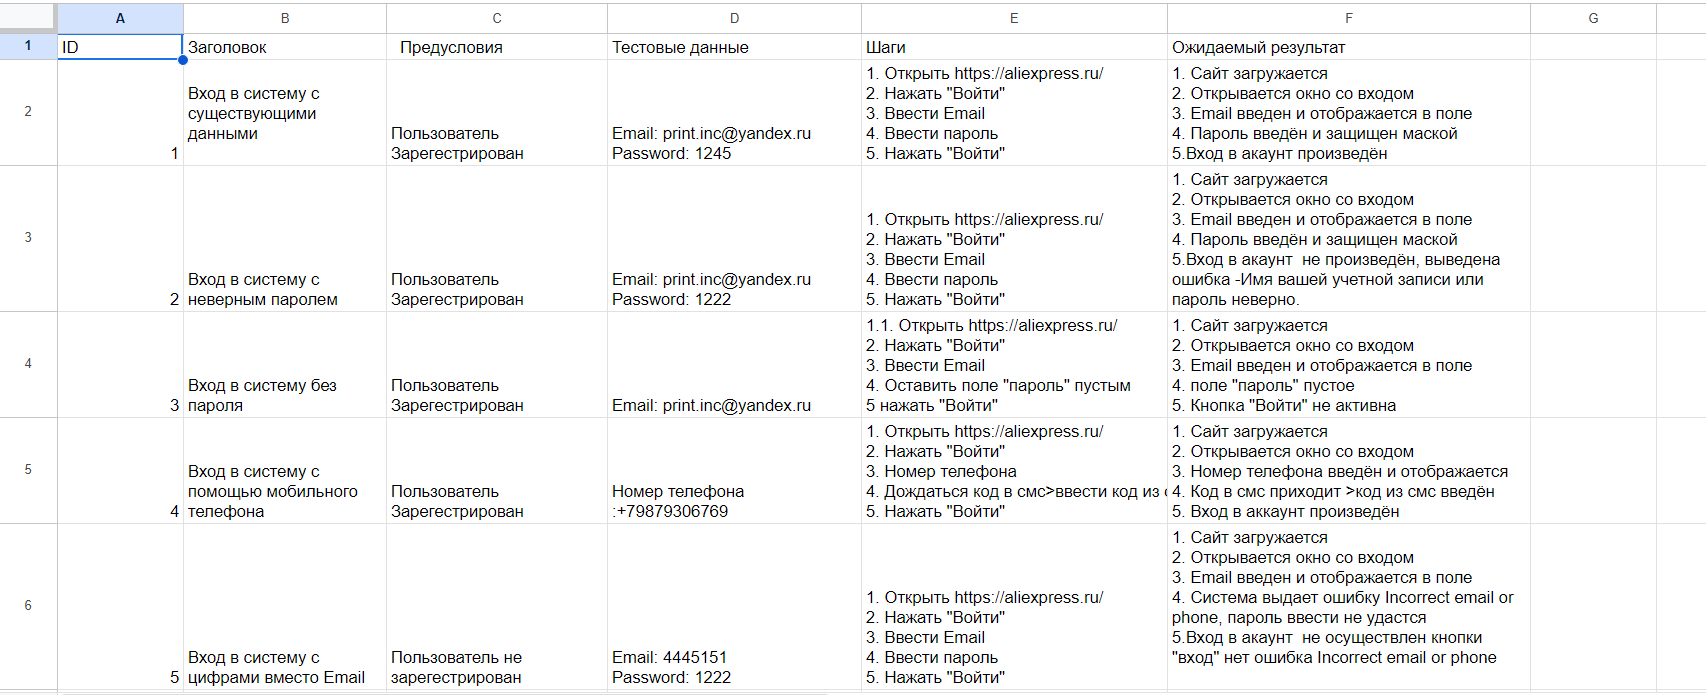 A B C D E F G
1 ID Заголовок Предусловия Тестовые данные Шаги Ожидаемый результат
2
1
Вход в систему с
существующими
данными
Пользователь
Зарегестрирован
Email: print.inc@yandex.ru
Password: 1245
1. Открыть https://aliexpress.ru/
2. Нажать "Войти"
3. Ввести Email
4. Ввести пароль
5. Нажать "Войти"
1. Сайт загружается
2. Открывается окно со входом
3. Email введен и отображается в поле
4. Пароль введён и защищен маской
5.Вход в акаунт произведён
3
2
Вход в систему с
неверным паролем
Пользователь
Зарегестрирован
Email: print.inc@yandex.ru
Password: 1222
1. Открыть https://aliexpress.ru/
2. Нажать "Войти"
3. Ввести Email
4. Ввести пароль
5. Нажать "Войти"
1. Сайт загружается
2. Открывается окно со входом
3. Email введен и отображается в поле
4. Пароль введён и защищен маской
5.Вход в акаунт  не произведён, выведена
ошибка -Имя вашей учетной записи или
пароль неверно.
4
3
Вход в систему без
пароля
Пользователь
Зарегестрирован
Email: print.inc@yandex.ru
1.1. Открыть https://aliexpress.ru/
2. Нажать "Войти"
3. Ввести Email
4. Оставить поле "пароль" пустым
5 нажать "Войти"
1. Сайт загружается
2. Открывается окно со входом
3. Email введен и отображается в поле
4. поле "пароль" пустое
5. Кнопка "Войти" не активна
5
4
Вход в систему с
помощью мобильного
телефона
Пользователь
Зарегестрирован
Номер телефона
:+79879306769
1. Открыть https://aliexpress.ru/
2. Нажать "Войти"
3. Номер телефона
4. Дождаться код в смс>ввести код из
5. Нажать "Войти"
1. Сайт загружается
2. Открывается окно со входом
3. Номер телефона введён и отображается
4. Код в смс приходит >код из смс введён
5. Вход в аккаунт произведён
6
5
Вход в систему с
цифрами вместо Email
Пользователь не
зарегестрирован
Email: 4445151
Password: 1222
1. Открыть https://aliexpress.ru/
2. Нажать "Войти"
3. Ввести Email
4. Ввести пароль
5. Нажать "Войти"
1. Сайт загружается
2. Открывается окно со входом
3. Email введен и отображается в поле
4. Система выдает ошибку Incorrect email or
phone, пароль ввести не удастся
5.Вход в акаунт  не осуществлен кнопки
"вход" нет ошибка Incorrect email or phone